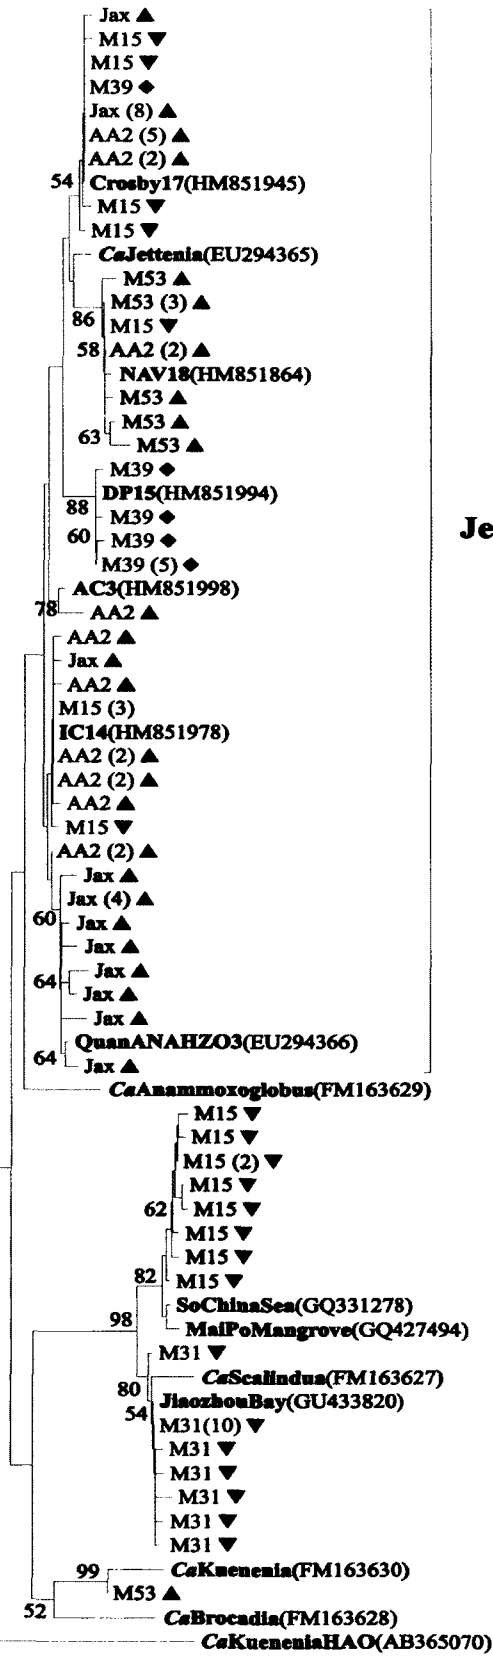 Jax ▲
M15 ▼
M15 ▼
M39 ◆
Jax (8) ▲
AA2 (5) ▲
AA2 (2) ▲
54
Crosby17(HM851945)
M15 ▼
M15 ▼
CaJettenia(EU294365)
M53 ▲
M53 (3) ▲
86
M15 ▼
58
AA2 (2) ▲
NAV18(HM851864)
M53 ▲
M53 ▲
63
M53 ▲
M39 ◆
DP15(HM851994)
88
M39 ◆
Je
60
M39 ◆
M39 (5) ◆
AC3(HM851998)
78
AA2 ▲
AA2 ▲
Jax ▲
AA2 ▲
M15 (3)
IC14(HM851978)
AA2 (2) ▲
AA2 (2) ▲
AA2 ▲
M15 ▼
AA2 (2) ▲
Jax ▲
Jax (4) ▲
60
Jax ▲
Jax ▲
Jax ▲
64
Jax ▲
Jax ▲
QuanANAHZO3(EU294366)
64
Jax ▲
CaAnammoxoglobus(FM163629)
M15 ▼
M15 ▼
M15 (2) ▼
M15 ▼
62
M15 ▼
M15 ▼
M15 ▼
82
M15 ▼
SoChinaSea(GQ331278)
98
MaiPoMangrove(GQ427494)
M31 ▼
CaScalindua(FM163627)
80
JiaozhouBay(GU433820)
54
M31(10) ▼
M31 ▼
M31 ▼
M31 ▼
M31 ▼
M31 ▼
99
CaKuenenia(FM163630)
M53 ▲
52
CaBrocadia(FM163628)
CaKueneniaHAO(AB365070)